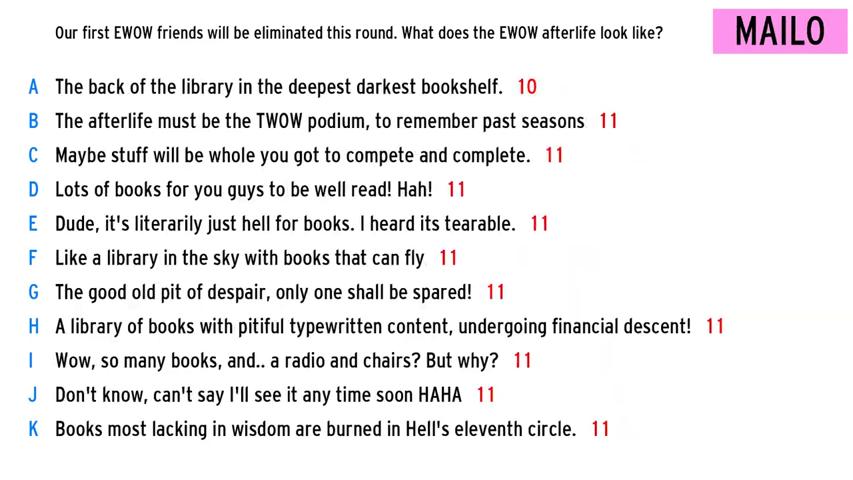 Our first EWOW friends will be eliminated this round. What does the EWOW afterlife look like?
MAILO
A The back of the library in the deepest darkest bookshelf. 10
B The afterlife must be the TWOW podium, to remember past seasons 11
C Maybe stuff will be whole you got to compete and complete. 11
D Lots of books for you guys to be well read! Hah! 11
E Dude, it's literarily just hell for books. I heard its tearable. 11
F Like a library in the sky with books that can fly 11
G The good old pit of despair, only one shall be spared! 11
H A library of books with pitiful typewritten content, undergoing financial descent! 11
I Wow, so many books, and.. a radio and chairs? But why? 11
J Don't know, can't say I'll see it any time soon HAHA 11
K Books most lacking in wisdom are burned in Hell's eleventh circle. 11